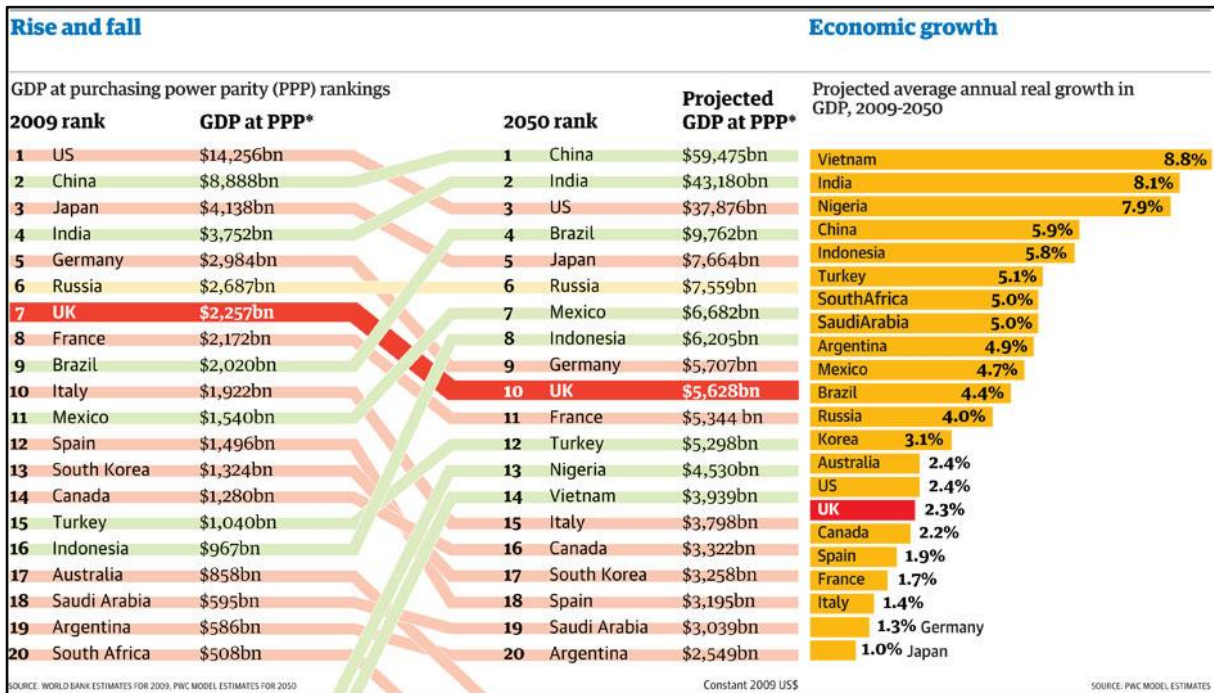 Rise and fall
GDP at purchasing power parity (PPP) rankings
2009 rank GDP at PPP* 2050 rank Projected GDP at PPP*
1 US $14,256bn 1 China $59,475bn
2 China $8,888bn 2 India $43,180bn
3 Japan $4,138bn 3 US $37,876bn
4 India $3,752bn 4 Brazil $9,762bn
5 Germany $2,984bn 5 Japan $7,664bn
6 Russia $2,687bn 6 Russia $7,559bn
7 UK $2,257bn 7 Mexico $6,682bn
8 France $2,172bn 8 Indonesia $6,205bn
9 Brazil $2,020bn 9 Germany $5,707bn
10 Italy $1,922bn 10 UK $5,628bn
11 Mexico $1,540bn 11 France $5,344 bn
12 Spain $1,496bn 12 Turkey $5,298bn
13 South Korea $1,324bn 13 Nigeria $4,530bn
14 Canada $1,280bn 14 Vietnam $3,939bn
15 Turkey $1,040bn 15 Italy $3,798bn
16 Indonesia $967bn 16 Canada $3,322bn
17 Australia $858bn 17 South Korea $3,258bn
18 Saudi Arabia $595bn 18 Spain $3,195bn
19 Argentina $586bn 19 Saudi Arabia $3,039bn
20 South Africa $508bn 20 Argentina $2,549bn
SOURCE: WORLD BANK ESTIMATES FOR 2009, PWC MODEL ESTIMATES FOR 2050
Constant 2009 US$
Economic growth
Projected average annual real growth in
GDP, 2009-2050
Vietnam 8.8%
India 8.1%
Nigeria 7.9%
China 5.9%
Indonesia 5.8%
Turkey 5.1%
SouthAfrica 5.0%
SaudiArabia 5.0%
Argentina 4.9%
Mexico 4.7%
Brazil 4.4%
Russia 4.0%
Korea 3.1%
Australia 2.4%
US 2.4%
UK 2.3%
Canada 2.2%
Spain 1.9%
France 1.7%
Italy 1.4%
1.3% Germany
1.0% Japan
SOURCE: PWC MODEL ESTIMATES